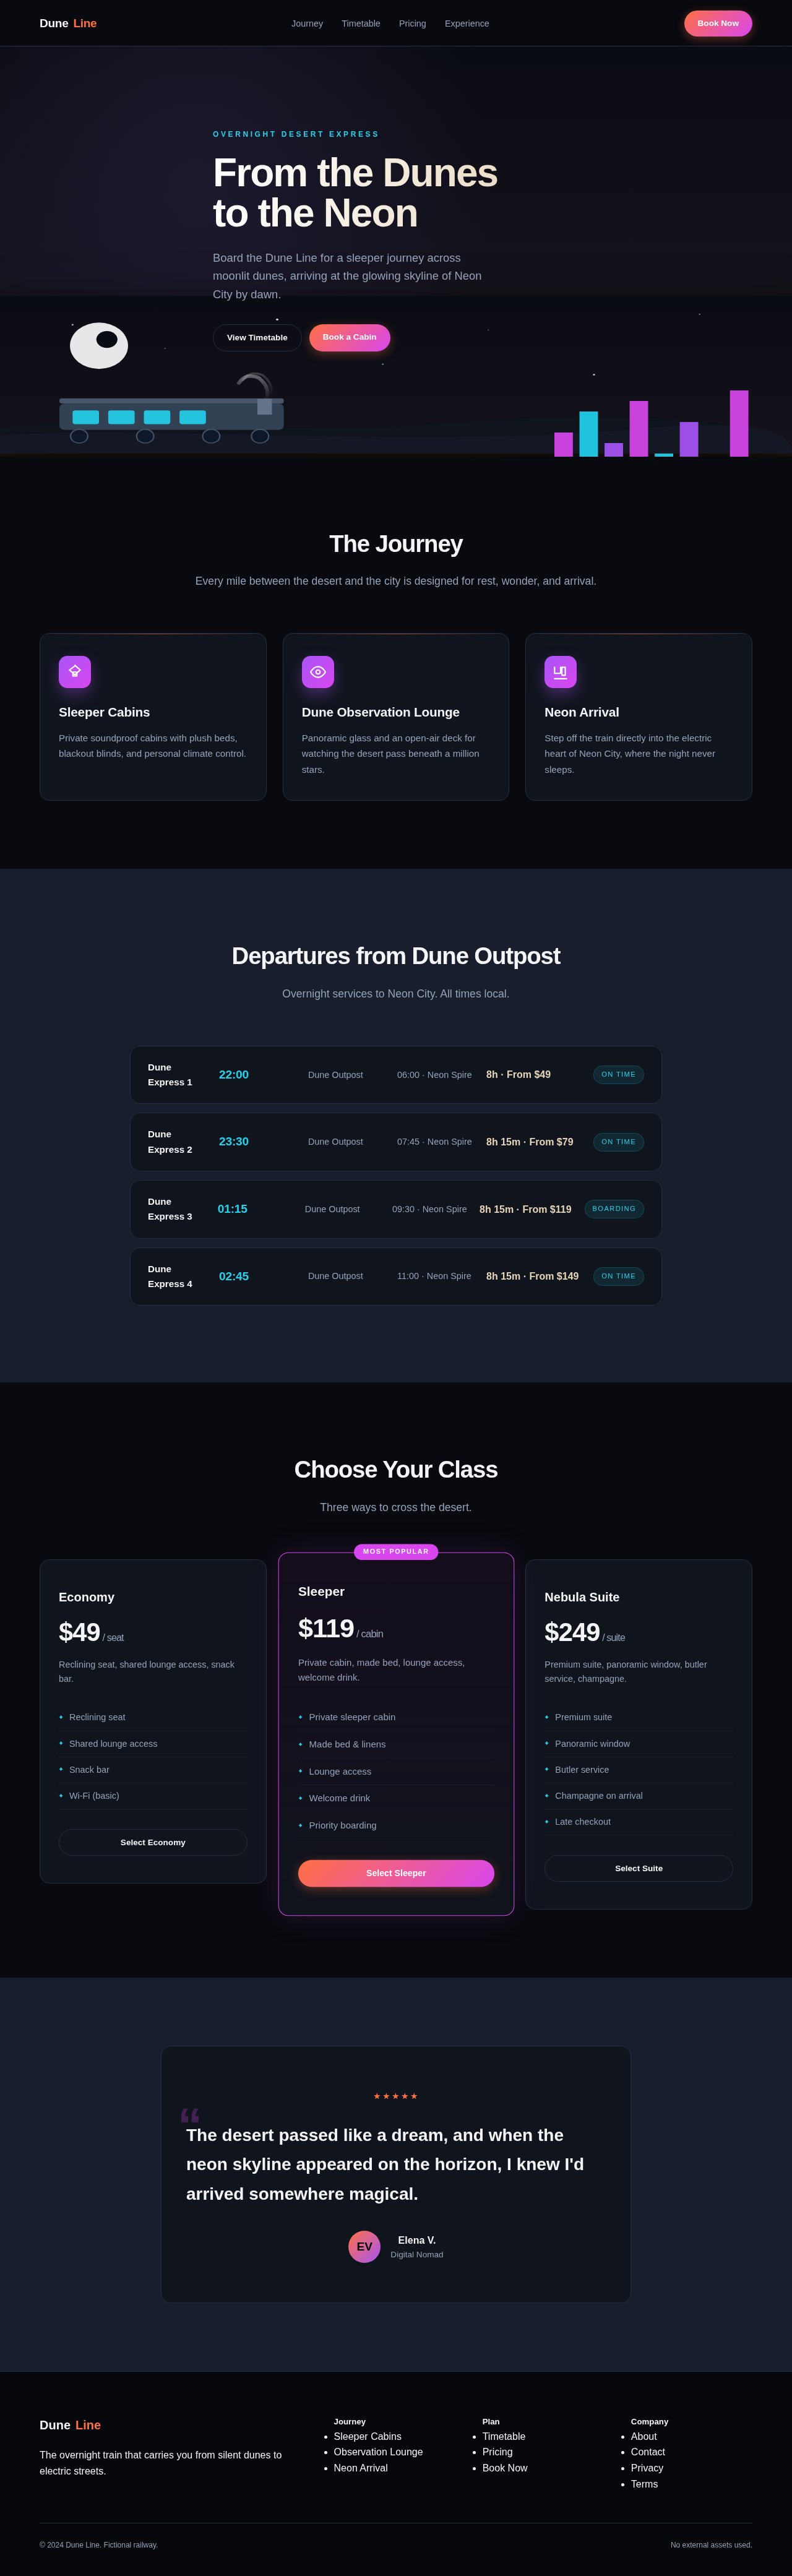 Dune Line
Journey Timetable Pricing Experience
Book Now
OVERNIGHT DESERT EXPRESS
From the Dunes
to the Neon
Board the Dune Line for a sleeper journey across
moonlit dunes, arriving at the glowing skyline of Neon
City by dawn.
View Timetable
Book a Cabin
The Journey
Every mile between the desert and the city is designed for rest, wonder, and arrival.
Sleeper Cabins
Private soundproof cabins with plush beds,
blackout blinds, and personal climate control.
Dune Observation Lounge
Panoramic glass and an open-air deck for
watching the desert pass beneath a million
stars.
Neon Arrival
Step off the train directly into the electric
heart of Neon City, where the night never
sleeps.
Departures from Dune Outpost
Overnight services to Neon City. All times local.
Dune
Express 1
22:00
Dune Outpost
06:00 · Neon Spire
8h · From $49
ON TIME
Dune
Express 2
23:30
Dune Outpost
07:45 · Neon Spire
8h 15m · From $79
ON TIME
Dune
Express 3
01:15
Dune Outpost
09:30 · Neon Spire
8h 15m · From $119
BOARDING
Dune
Express 4
02:45
Dune Outpost
11:00 · Neon Spire
8h 15m · From $149
ON TIME
Choose Your Class
Three ways to cross the desert.
Economy
$49 / seat
Reclining seat, shared lounge access, snack
bar.
✦ Reclining seat
✦ Shared lounge access
✦ Snack bar
✦ Wi-Fi (basic)
Select Economy
MOST POPULAR
Sleeper
$119 / cabin
Private cabin, made bed, lounge access,
welcome drink.
✦ Private sleeper cabin
✦ Made bed & linens
✦ Lounge access
✦ Welcome drink
✦ Priority boarding
Select Sleeper
Nebula Suite
$249 / suite
Premium suite, panoramic window, butler
service, champagne.
✦ Premium suite
✦ Panoramic window
✦ Butler service
✦ Champagne on arrival
✦ Late checkout
Select Suite
★★★★★
“
The desert passed like a dream, and when the
neon skyline appeared on the horizon, I knew I'd
arrived somewhere magical.
EV
Elena V.
Digital Nomad
Dune Line
The overnight train that carries you from silent dunes to
electric streets.
Journey
• Sleeper Cabins
• Observation Lounge
• Neon Arrival
Plan
• Timetable
• Pricing
• Book Now
Company
• About
• Contact
• Privacy
• Terms
© 2024 Dune Line. Fictional railway.
No external assets used.